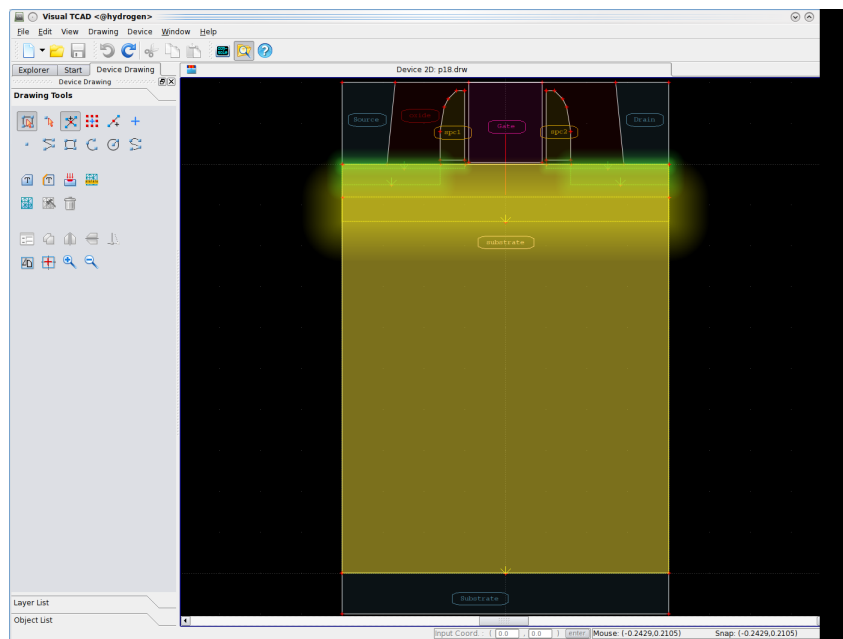 Visual TCAD <@hydrogen>
File Edit View Drawing Device Window Help
Explorer Start Device Drawing
Device 2D: p18.drw
Device Drawing
Drawing Tools
Source
oxide
spc1
Gate
spc2
Drain
substrate
Substrate
Layer List
Object List
Input Coord.: ( 0.0 , 0.0 ) enter Mouse: (-0.2429,0.2105) Snap: (-0.2429,0.2105)